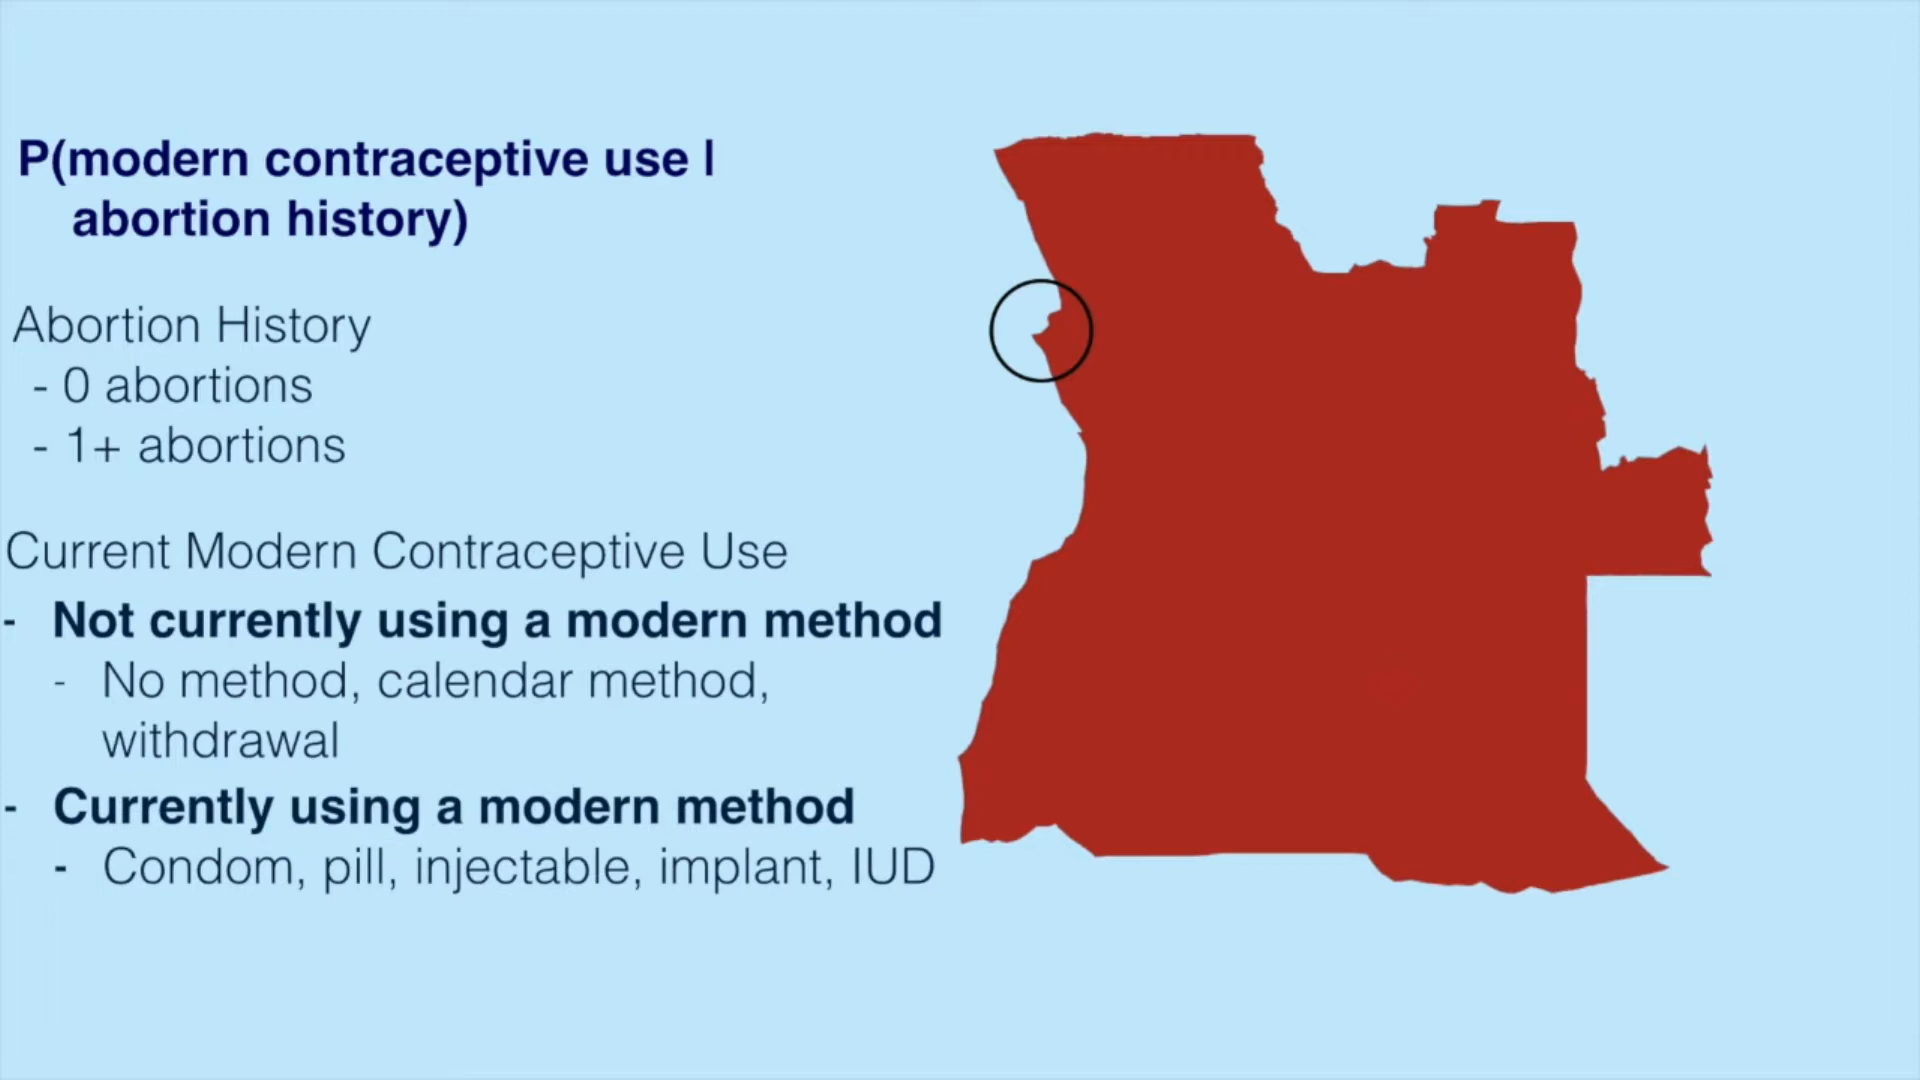 P(modern contraceptive use |
abortion history)
Abortion History
- 0 abortions
- 1+ abortions
Current Modern Contraceptive Use
- Not currently using a modern method
- No method, calendar method,
withdrawal
- Currently using a modern method
- Condom, pill, injectable, implant, IUD